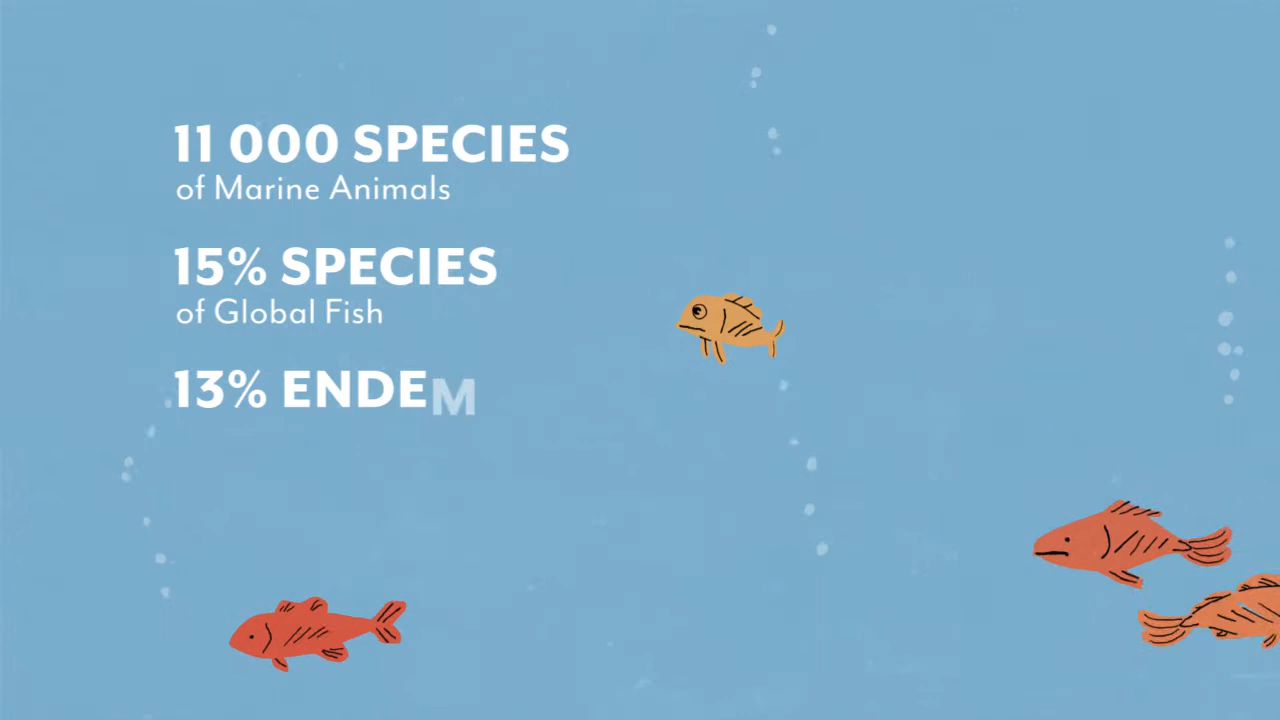 11 000 SPECIES
of Marine Animals
15% SPECIES
of Global Fish
13% ENDEM